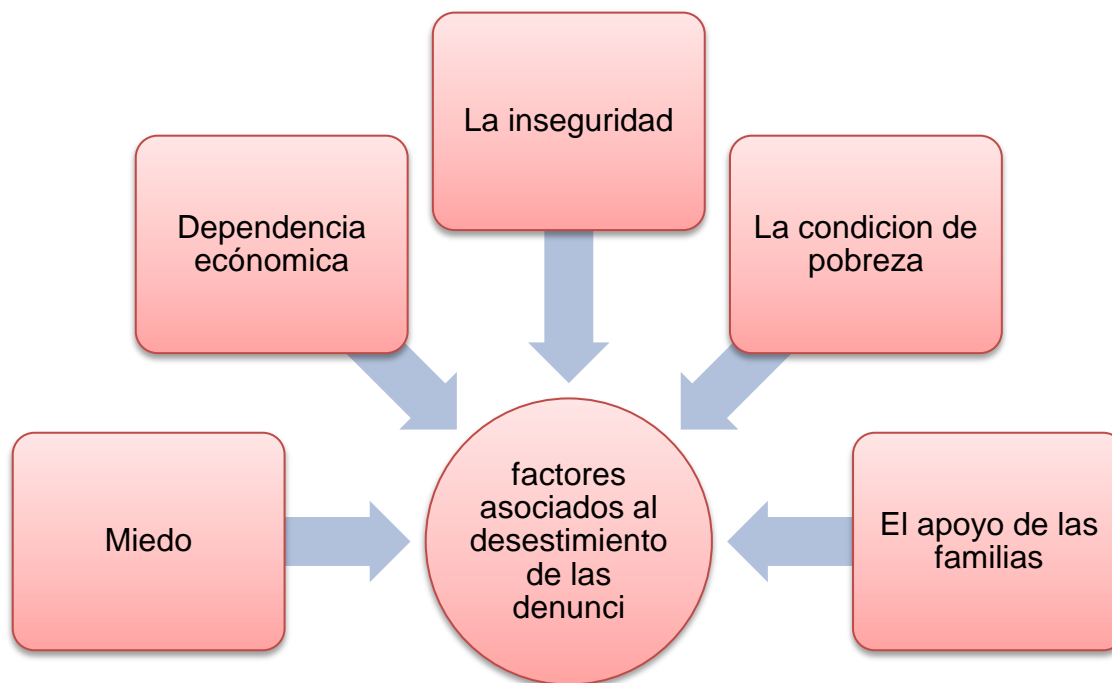 La inseguridad
Dependencia
ecónomica
La condicion de
pobreza
Miedo
factores
asociados al
desestimiento
de las
denunci
El apoyo de las
familias